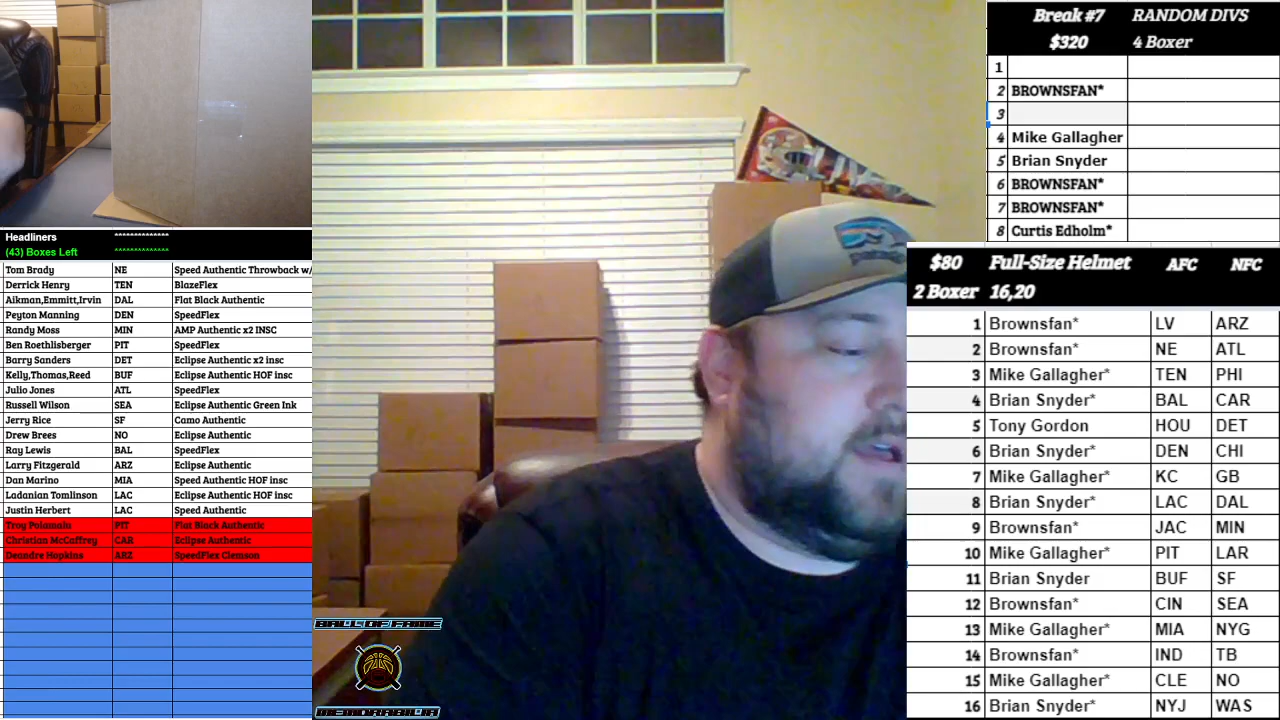 Headliners **************
(43) Boxes Left **************
Tom Brady NE Speed Authentic Throwback w/
Derrick Henry TEN BlazeFlex
Aikman,Emmitt,Irvin DAL Flat Black Authentic
Peyton Manning DEN SpeedFlex
Randy Moss MIN AMP Authentic x2 INSC
Ben Roethlisberger PIT SpeedFlex
Barry Sanders DET Eclipse Authentic x2 insc
Kelly,Thomas,Reed BUF Eclipse Authentic HOF insc
Julio Jones ATL SpeedFlex
Russell Wilson SEA Eclipse Authentic Green Ink
Jerry Rice SF Camo Authentic
Drew Brees NO Eclipse Authentic
Ray Lewis BAL SpeedFlex
Larry Fitzgerald ARZ Eclipse Authentic
Dan Marino MIA Speed Authentic HOF insc
Ladanian Tomlinson LAC Eclipse Authentic HOF insc
Justin Herbert LAC Speed Authentic
Troy Polamalu PIT Flat Black Authentic
Christian McCaffrey CAR Eclipse Authentic
Deandre Hopkins ARZ SpeedFlex Clemson
BALL OF FAME
MEMORABILIA
Break #7 RANDOM DIVS
$320 4 Boxer
1
2 BROWNSFAN*
3
4 Mike Gallagher
5 Brian Snyder
6 BROWNSFAN*
7 BROWNSFAN*
8 Curtis Edholm*
$80 Full-Size Helmet AFC NFC
2 Boxer 16,20
1 Brownsfan* LV ARZ
2 Brownsfan* NE ATL
3 Mike Gallagher* TEN PHI
4 Brian Snyder* BAL CAR
5 Tony Gordon HOU DET
6 Brian Snyder* DEN CHI
7 Mike Gallagher* KC GB
8 Brian Snyder* LAC DAL
9 Brownsfan* JAC MIN
10 Mike Gallagher* PIT LAR
11 Brian Snyder BUF SF
12 Brownsfan* CIN SEA
13 Mike Gallagher* MIA NYG
14 Brownsfan* IND TB
15 Mike Gallagher* CLE NO
16 Brian Snyder* NYJ WAS